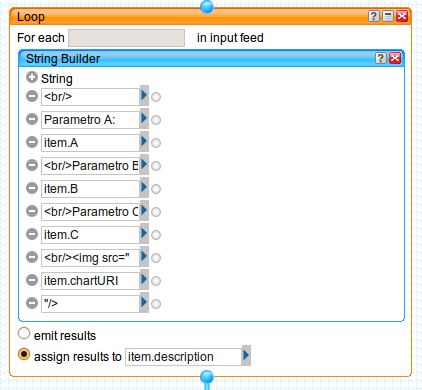 Loop ?
For each in input feed
String Builder ?
String
<br/>
Parametro A:
item.A
<br/>Parametro B
item.B
<br/>Parametro C
item.C
<br/><img src="
item.chartURI
"/>
emit results
assign results to item.description